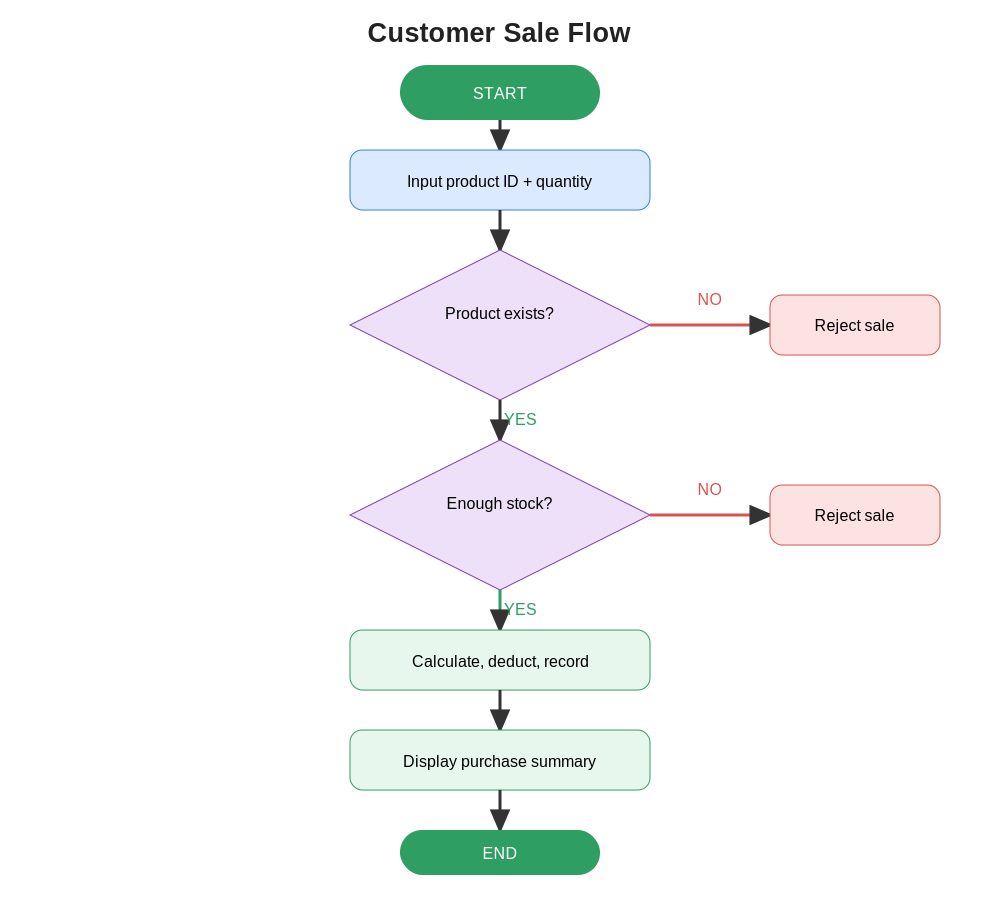 Customer Sale Flow
START
Input product ID + quantity
Product exists?
NO
Reject sale
YES
Enough stock?
NO
Reject sale
YES
Calculate, deduct, record
Display purchase summary
END